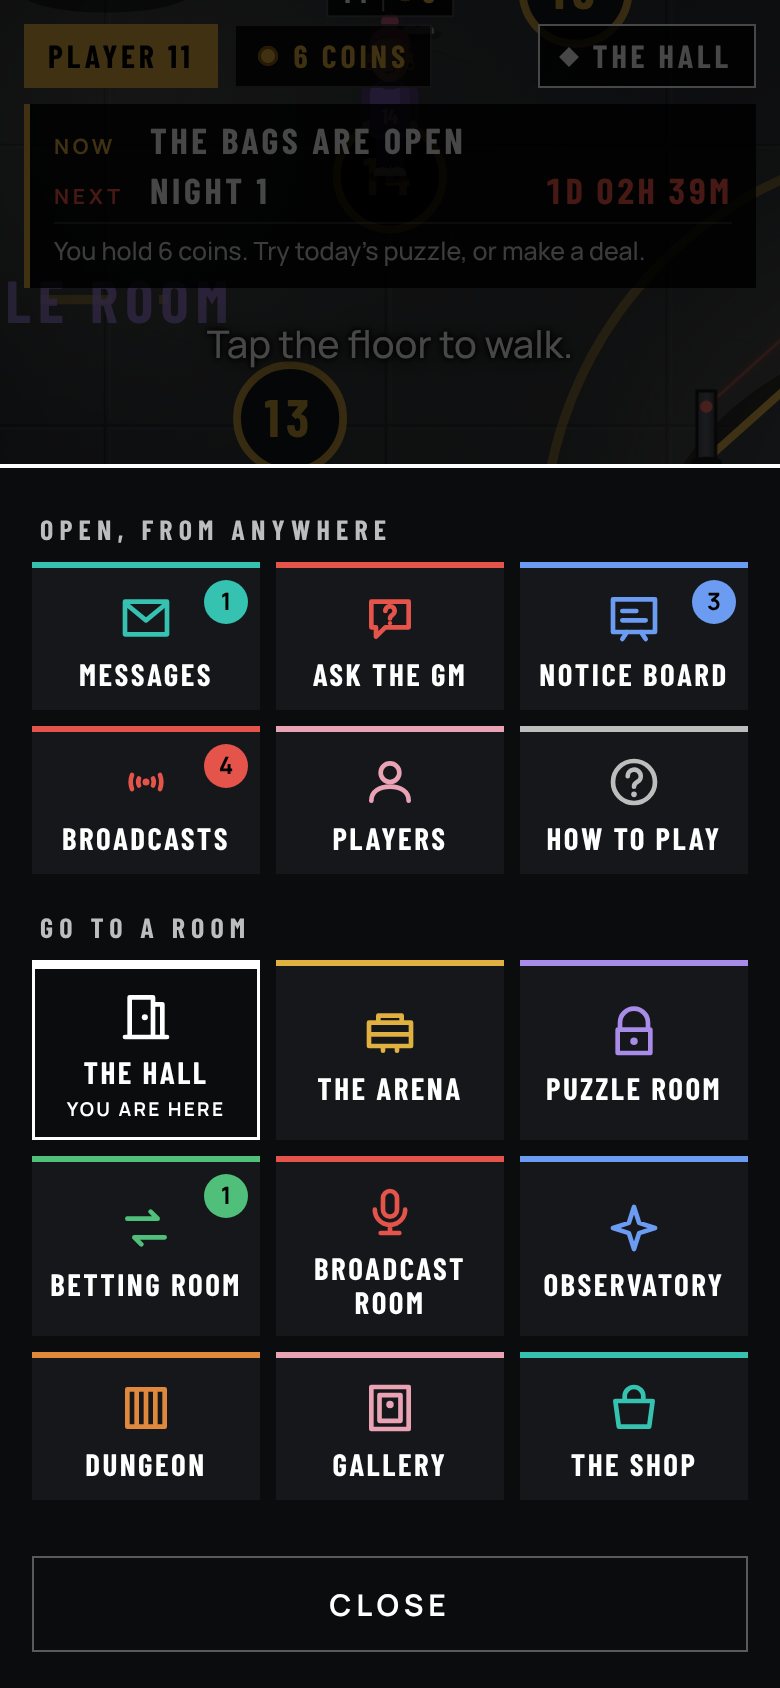 PLAYER 11
6 COINS
THE HALL
NOW THE BAGS ARE OPEN
NEXT NIGHT 1 1D 02H 39M
You hold 6 coins. Try today's puzzle, or make a deal.
LE ROOM
Tap the floor to walk.
13
OPEN, FROM ANYWHERE
MESSAGES 1
ASK THE GM
NOTICE BOARD 3
BROADCASTS 4
PLAYERS
HOW TO PLAY
GO TO A ROOM
THE HALL
YOU ARE HERE
THE ARENA
PUZZLE ROOM
BETTING ROOM 1
BROADCAST
ROOM
OBSERVATORY
DUNGEON
GALLERY
THE SHOP
CLOSE